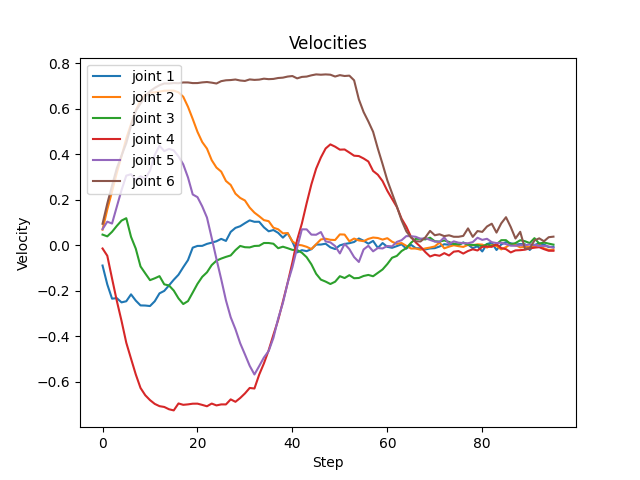 Velocities
joint 1
joint 2
joint 3
joint 4
joint 5
joint 6
Velocity
0.8
0.6
0.4
0.2
0.0
−0.2
−0.4
−0.6
0 20 40 60 80
Step